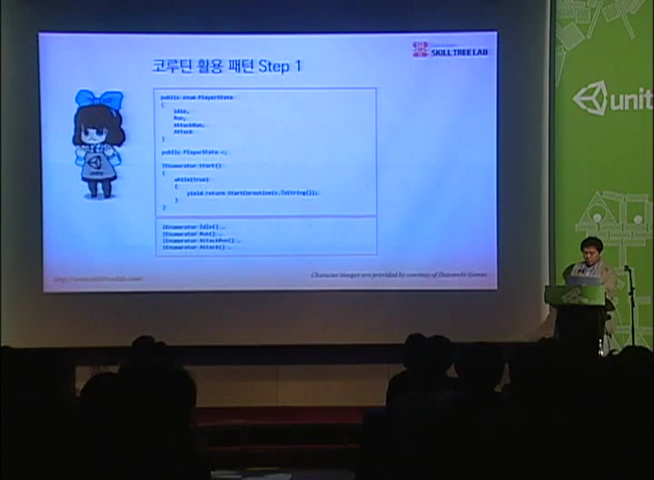 SKILL TREE LAB
코루틴 활용 패턴 Step 1
public enum PlayerState
{
Idle,
Run,
AttackRun,
Attack
}
public PlayerState c;
IEnumerator Start()
{
while(true)
{
yield return StartCoroutine(c.ToString());
}
}
IEnumerator Idle()...
IEnumerator Run()...
IEnumerator AttackRun()...
IEnumerator Attack()...
Character images are provided by courtesy of
unity